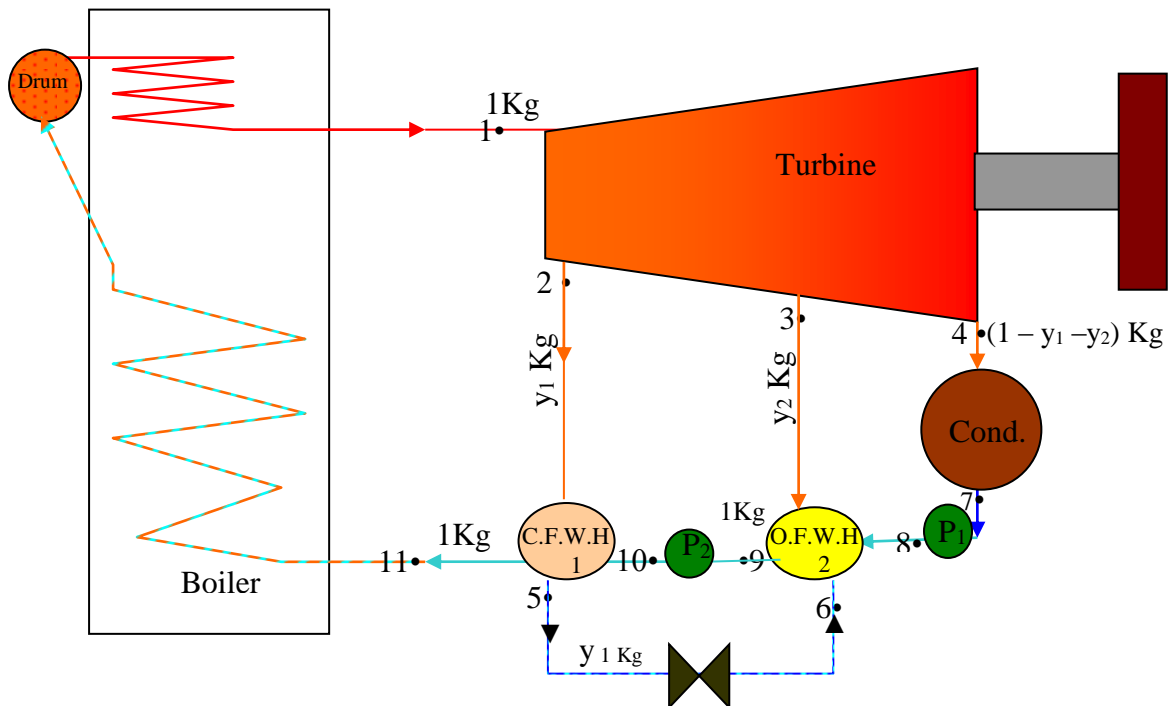 Drum
1Kg
1
Turbine
2
3
4
(1 – y1 –y2) Kg
y1 Kg
y2 Kg
Cond.
7
1Kg
C.F.W.H
1
1Kg
O.F.W.H
2
P1
P2
11
10
9
8
Boiler
5
6
y 1 Kg